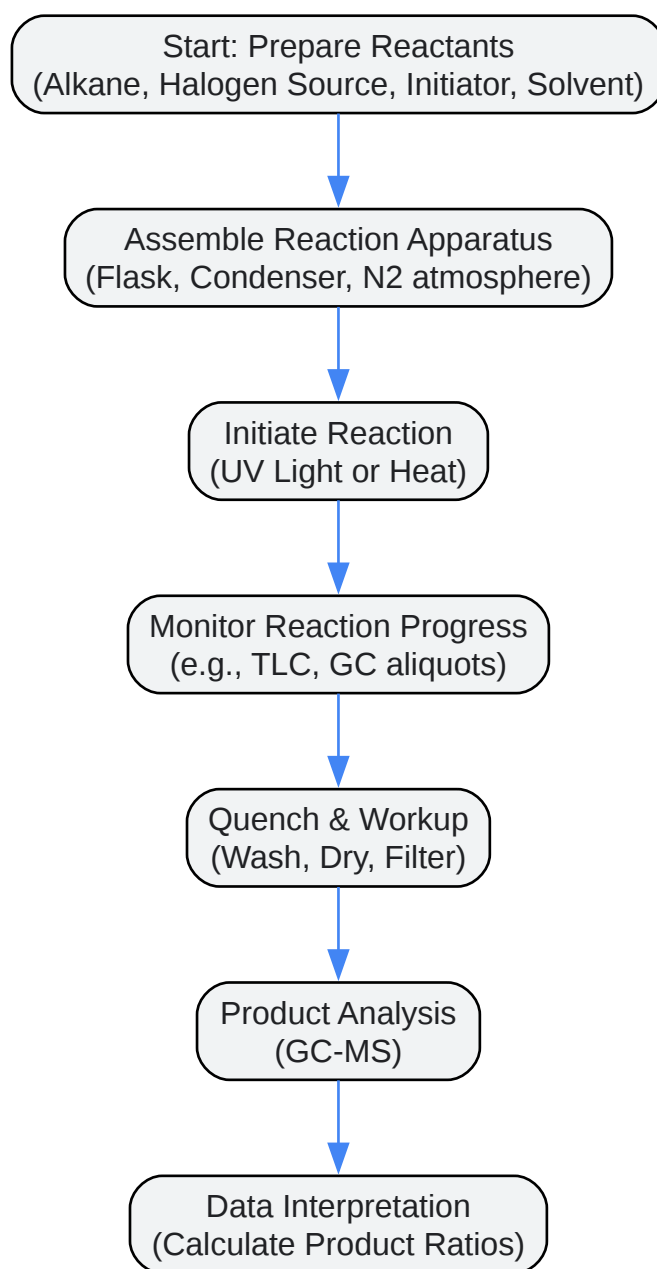 Start: Prepare Reactants
(Alkane, Halogen Source, Initiator, Solvent)
Assemble Reaction Apparatus
(Flask, Condenser, N2 atmosphere)
Initiate Reaction
(UV Light or Heat)
Monitor Reaction Progress
(e.g., TLC, GC aliquots)
Quench & Workup
(Wash, Dry, Filter)
Product Analysis
(GC-MS)
Data Interpretation
(Calculate Product Ratios)